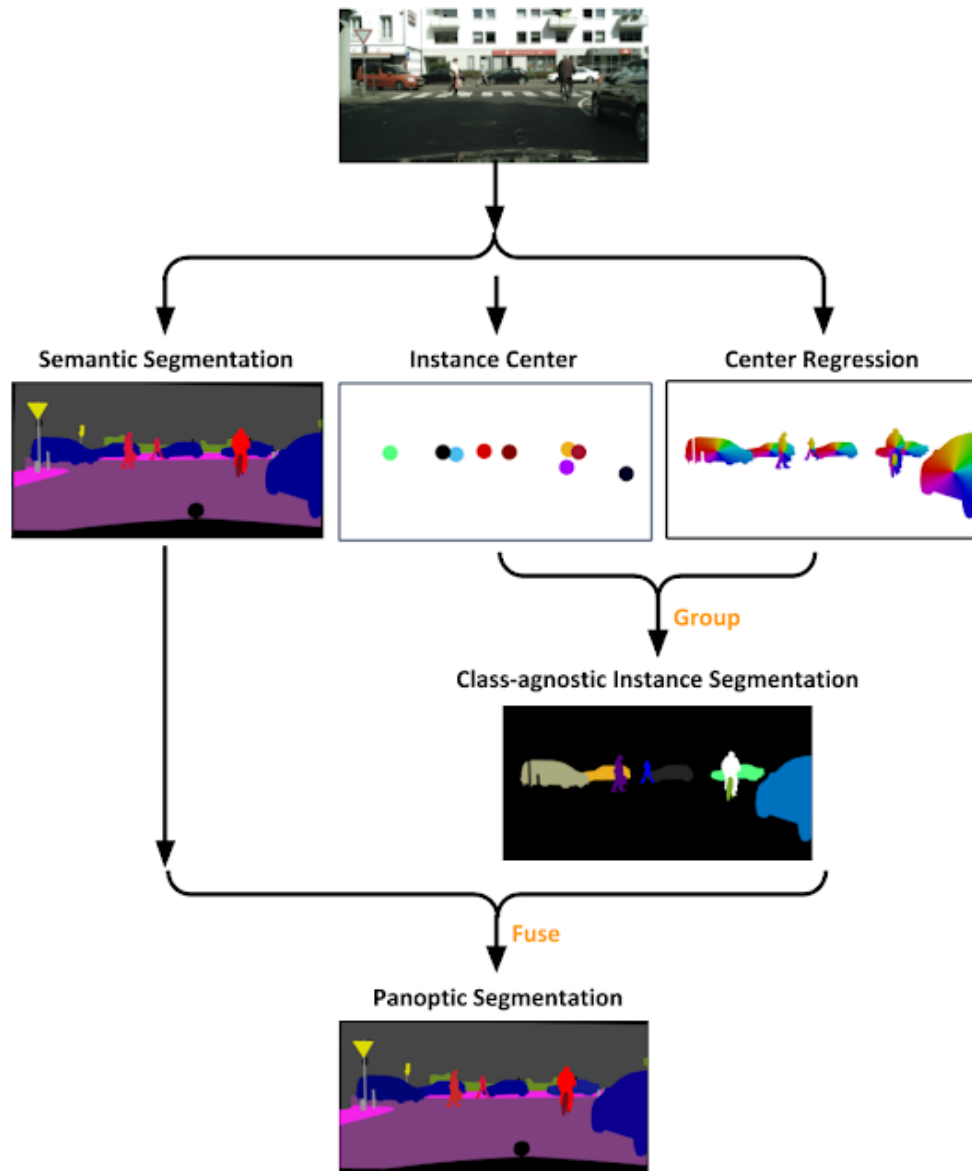 Semantic Segmentation
Instance Center
Center Regression
Group
Class-agnostic Instance Segmentation
Fuse
Panoptic Segmentation